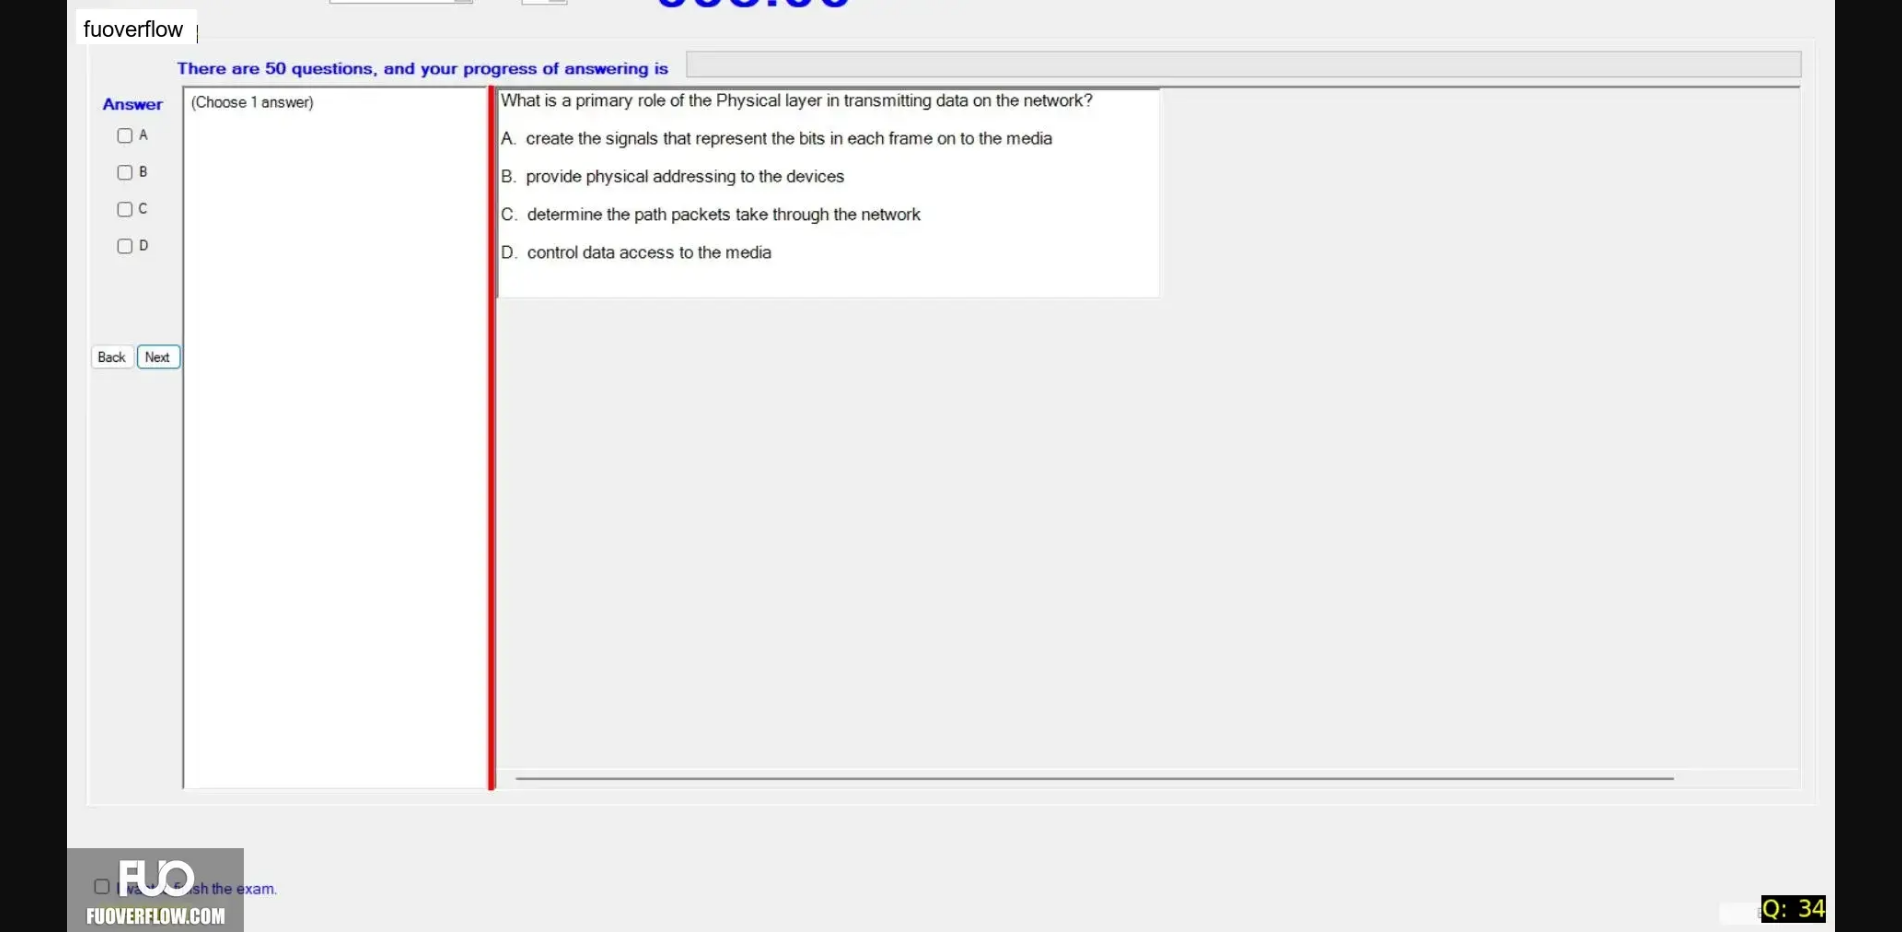 fuoverflow
There are 50 questions, and your progress of answering is
Answer
(Choose 1 answer)
A
B
C
D
Back
Next
What is a primary role of the Physical layer in transmitting data on the network?
A. create the signals that represent the bits in each frame on to the media
B. provide physical addressing to the devices
C. determine the path packets take through the network
D. control data access to the media
I want finish the exam.
FUO
FUOVERFLOW.COM
Q: 34